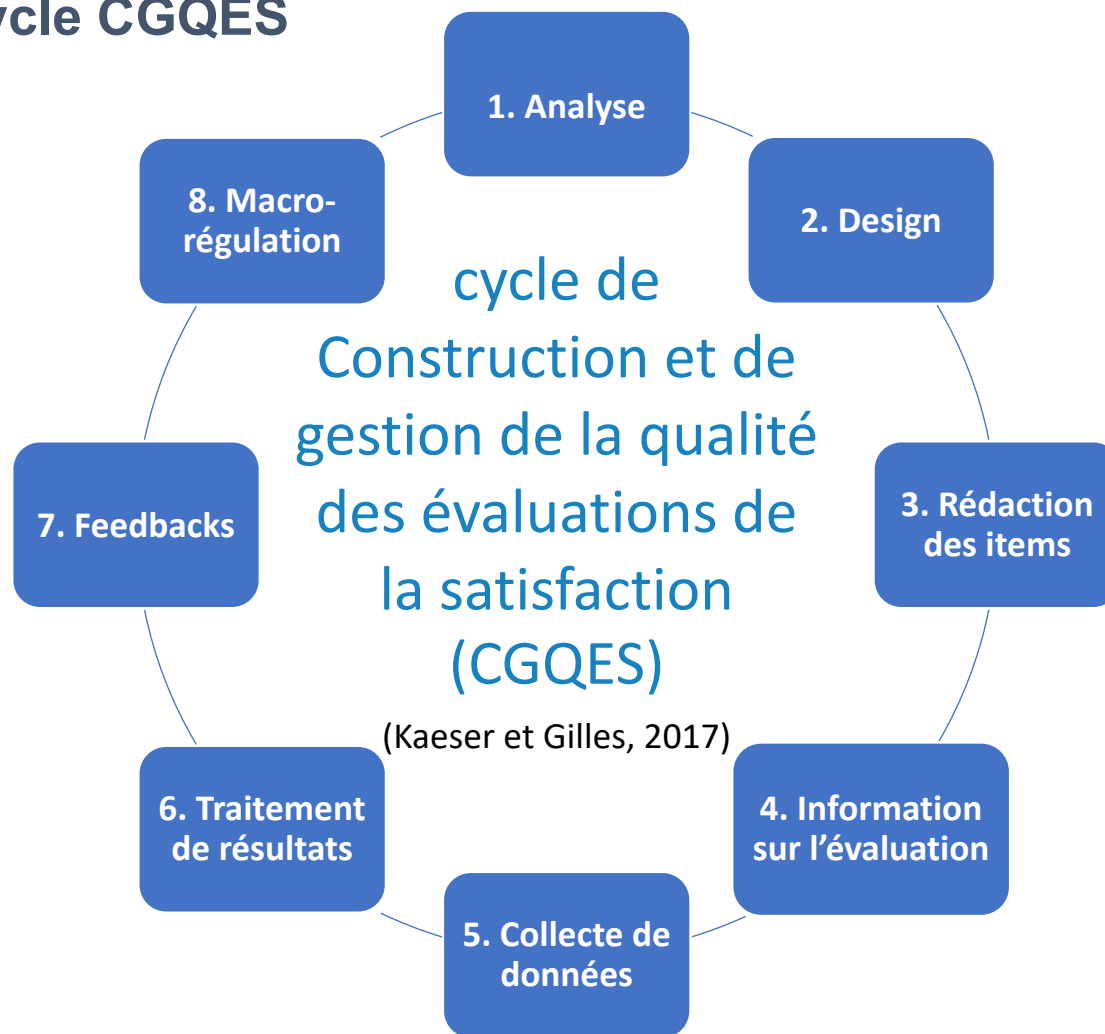 ycle CGQES
1. Analyse
2. Design
3. Rédaction
des items
4. Information
sur l’évaluation
5. Collecte de
données
6. Traitement
de résultats
7. Feedbacks
8. Macro-
régulation
cycle de
Construction et de
gestion de la qualité
des évaluations de
la satisfaction
(CGQES)
(Kaeser et Gilles, 2017)